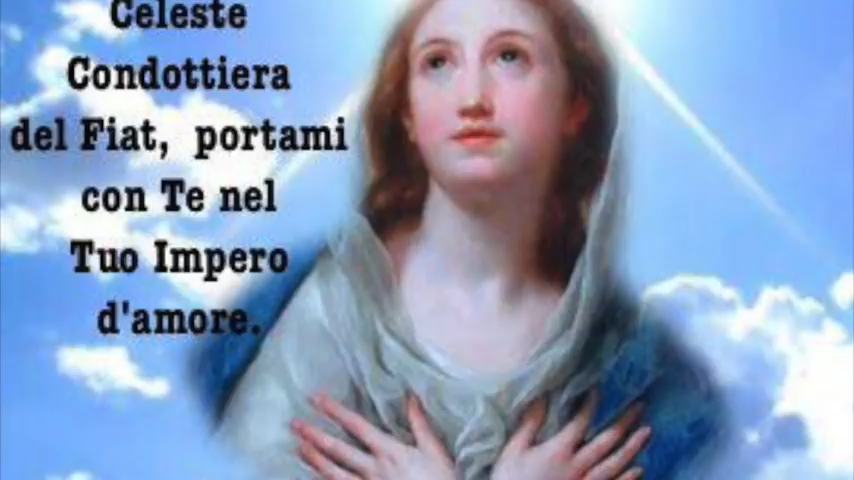 Celeste
Condottiera
del Fiat, portami
con Te nel
Tuo Impero
d'amore.